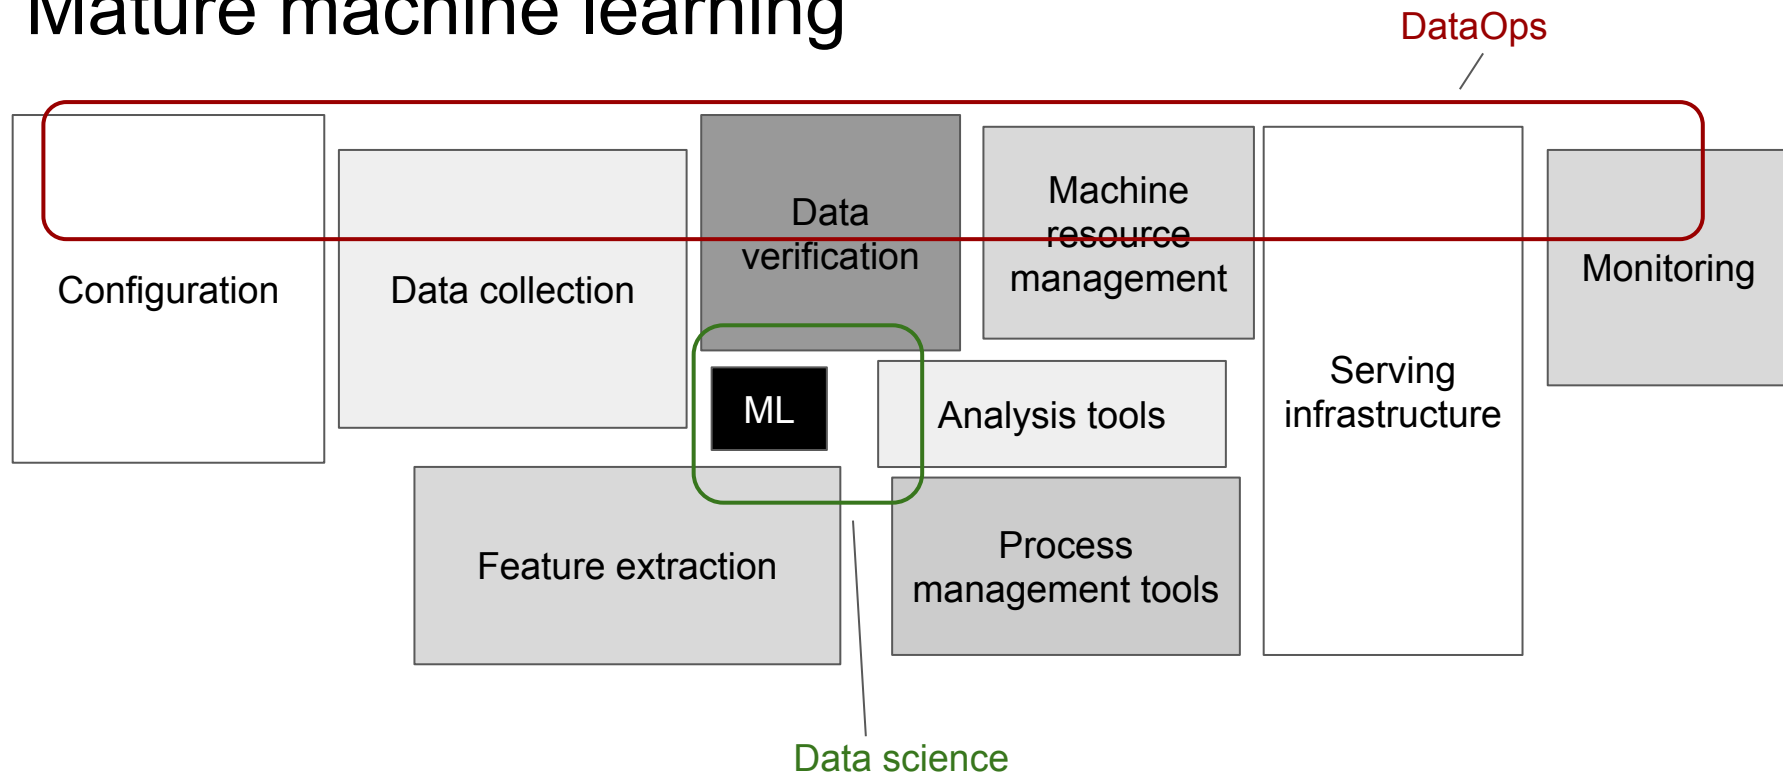 Mature machine learning
DataOps
Configuration
Data collection
Data
verification
Machine
resource
management
Serving
infrastructure
Monitoring
ML
Analysis tools
Feature extraction
Process
management tools
Data science